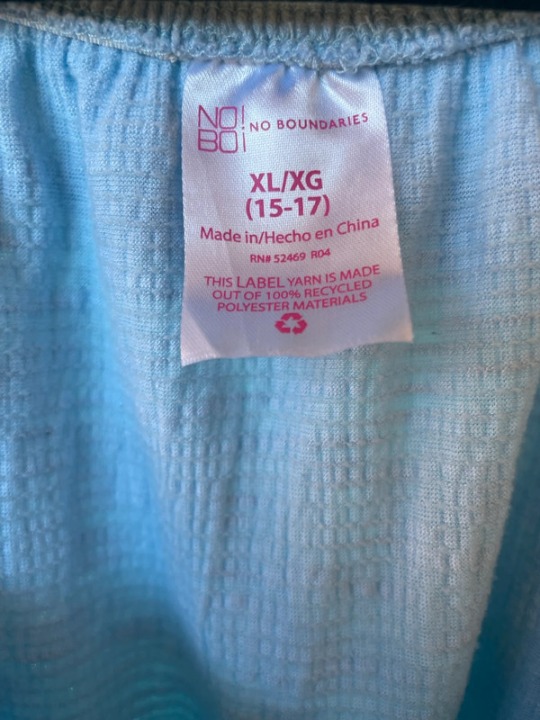 NO!
BO!
NO BOUNDARIES
XL/XG
(15-17)
Made in/Hecho en China
RN# 52469 R04
THIS LABEL YARN IS MADE
OUT OF 100% RECYCLED
POLYESTER MATERIALS